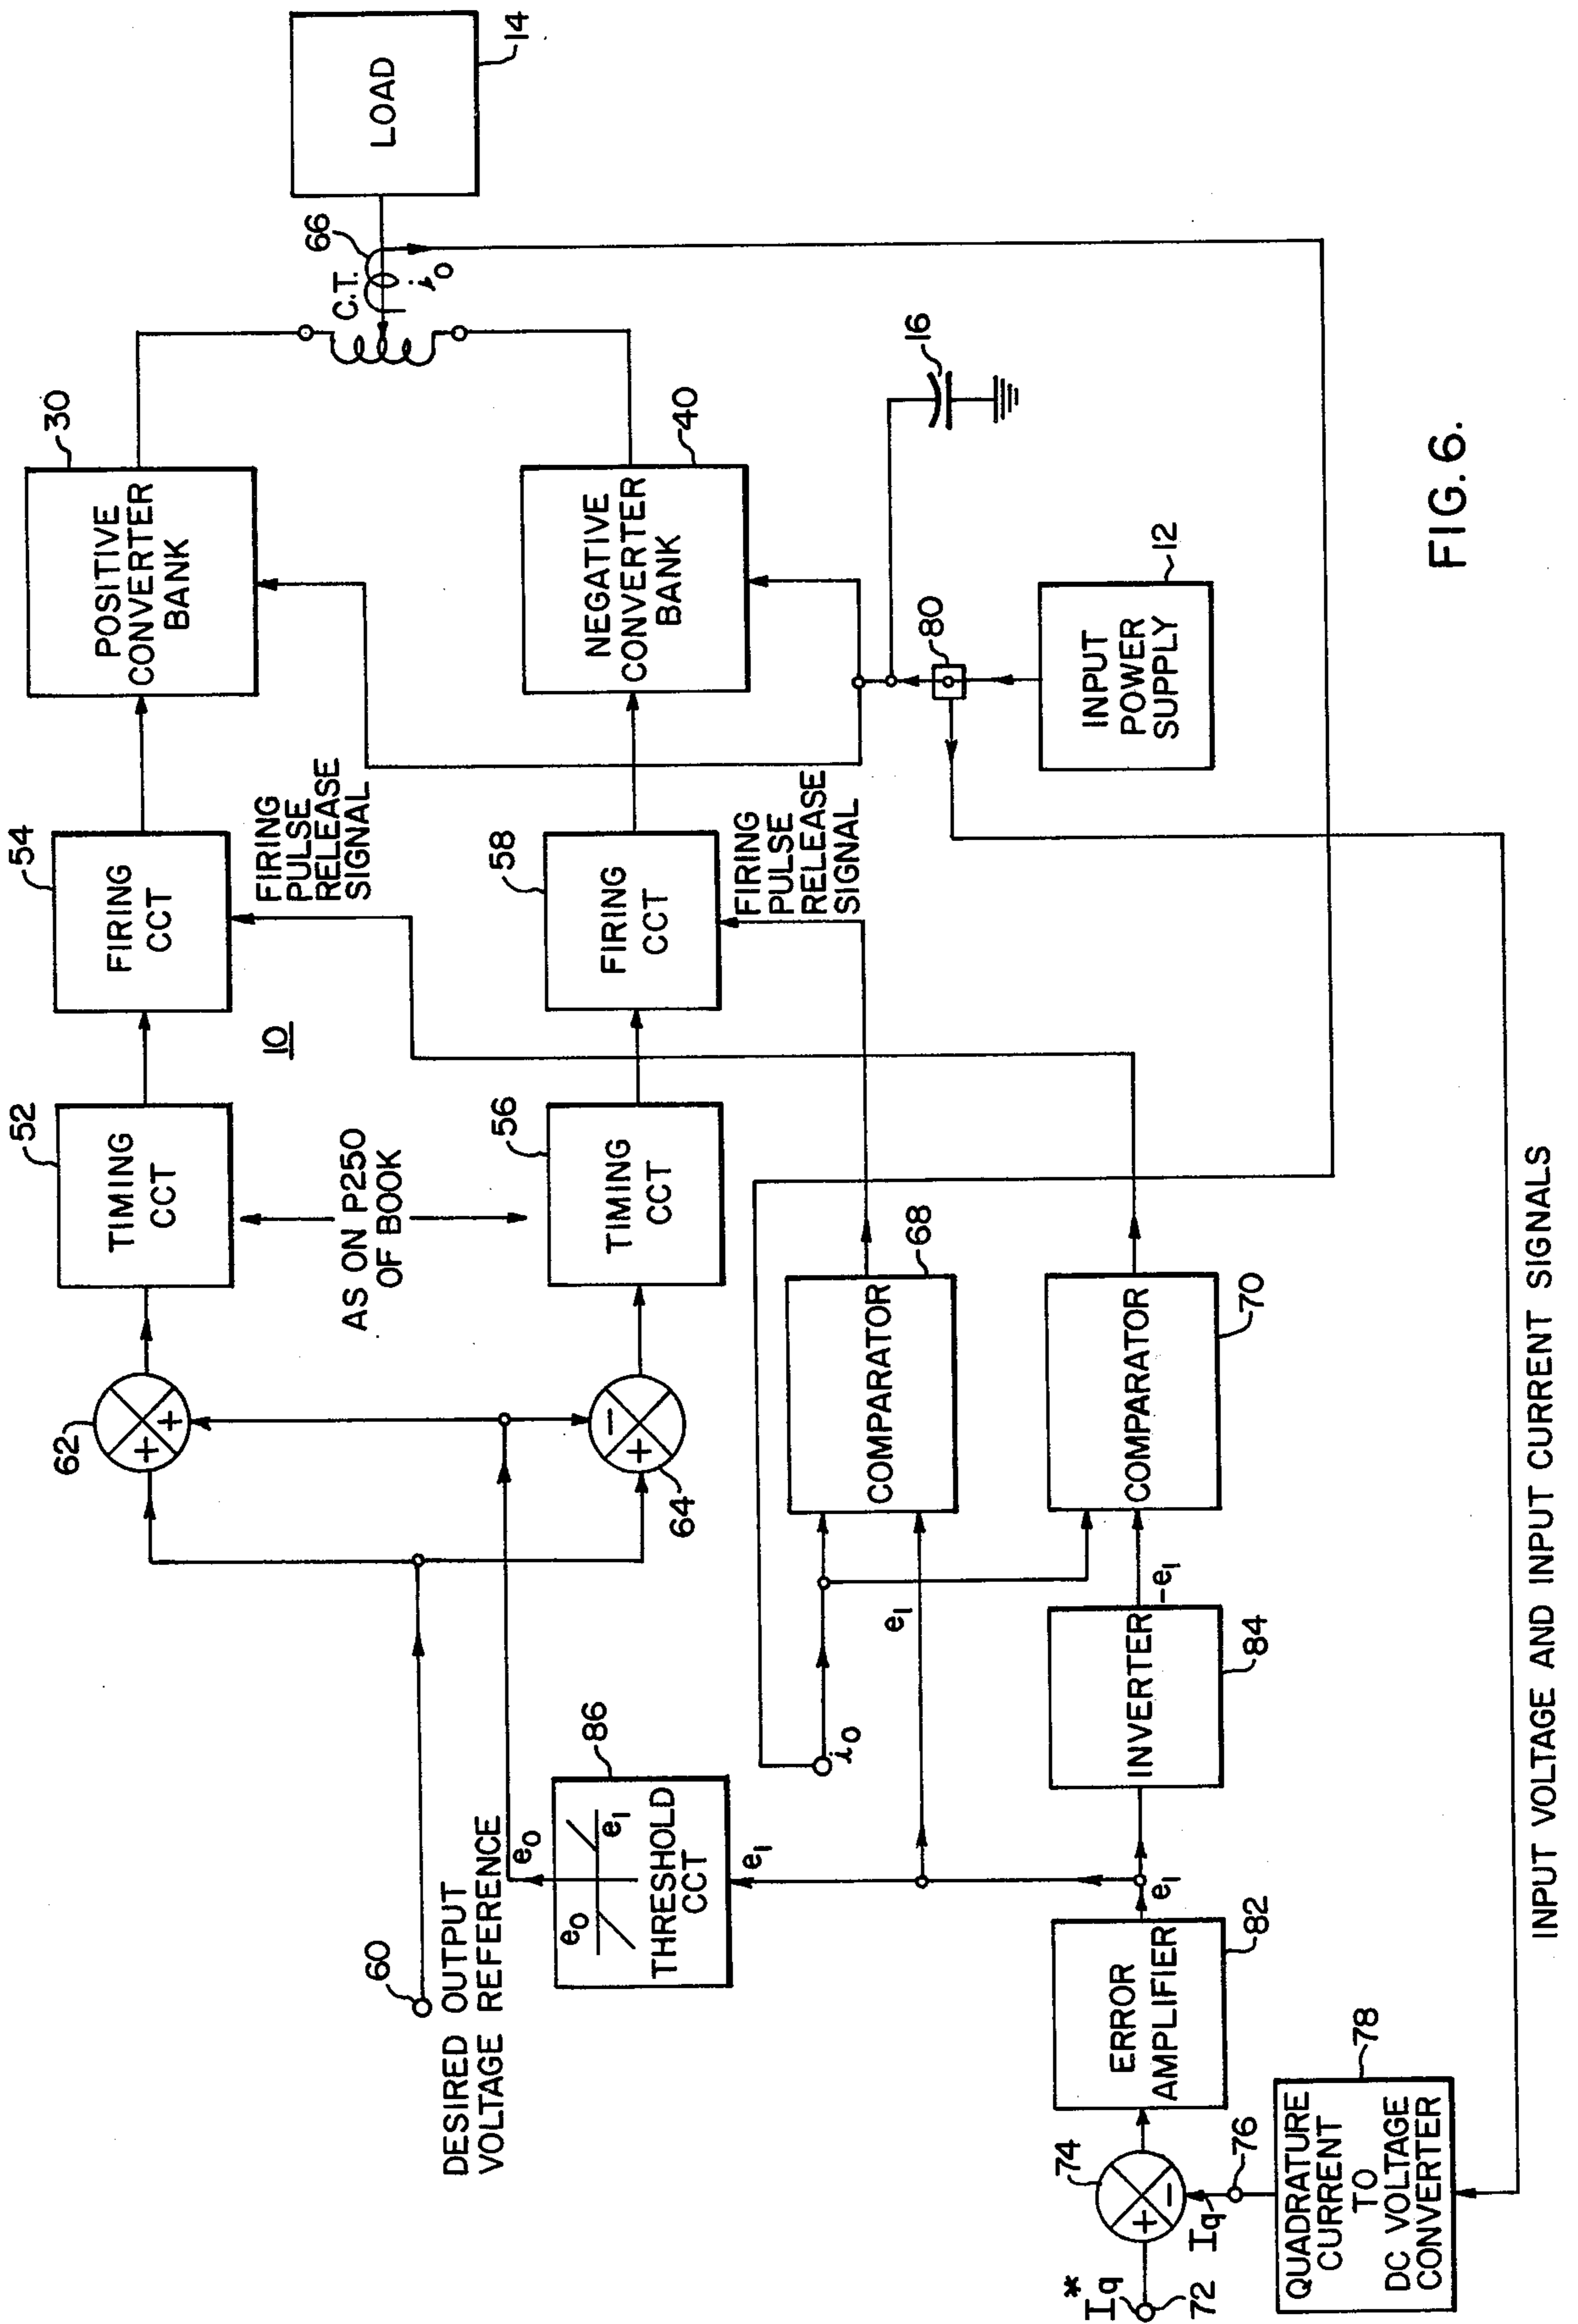 30
POSITIVE
CONVERTER
BANK
54
FIRING
CCT
52
TIMING
CCT
62
+
+
C.T.
66
i₀
LOAD
14
FIRING
PULSE
RELEASE
SIGNAL
10
AS ON P250
OF BOOK
40
NEGATIVE
CONVERTER
BANK
58
FIRING
CCT
56
TIMING
CCT
64
+
−
60
DESIRED OUTPUT
VOLTAGE REFERENCE
FIRING
PULSE
RELEASE
SIGNAL
16
80
INPUT
POWER
SUPPLY
12
e₀
86
e₀
e₁
THRESHOLD
CCT
e₁
i₀
e₁
COMPARATOR
68
COMPARATOR
70
I*q
72
74
+
−
Iq
76
ERROR
AMPLIFIER
82
e₁
INVERTER
84
−e₁
QUADRATURE
CURRENT
TO
DC VOLTAGE
CONVERTER
78
INPUT VOLTAGE AND INPUT CURRENT SIGNALS
FIG. 6.